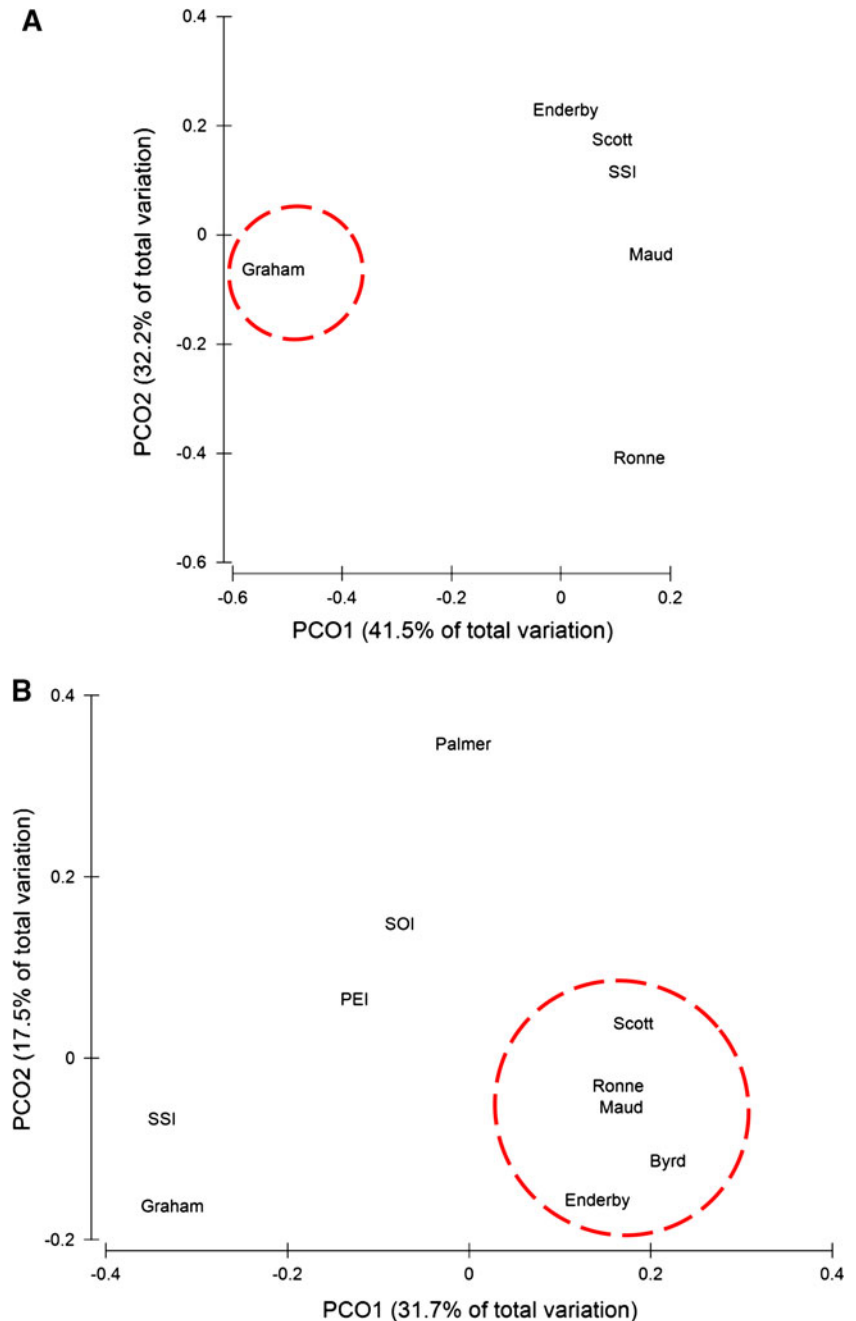 A
0.4
Enderby
0.2
Scott
SSI
0
Maud
Graham
-0.2
-0.4
Ronne
-0.6
PCO2 (32.2% of total variation)
-0.6 -0.4 -0.2 0 0.2
PCO1 (41.5% of total variation)
B
0.4
Palmer
0.2
SOI
PEI
Scott
0
Ronne
Maud
SSI
Byrd
Enderby
Graham
-0.2
PCO2 (17.5% of total variation)
-0.4 -0.2 0 0.2 0.4
PCO1 (31.7% of total variation)